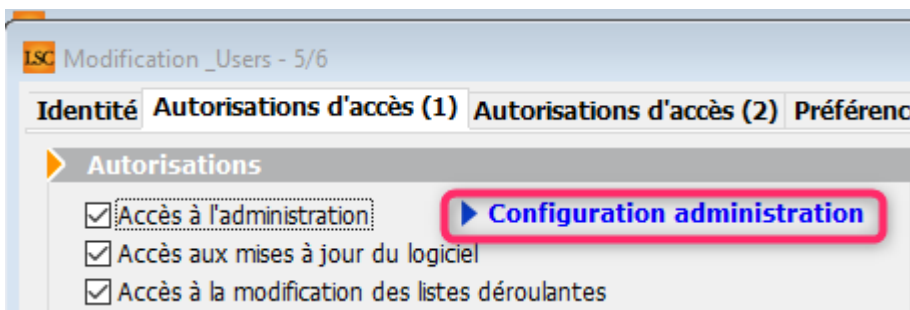 LSC Modification _Users - 5/6
Identité Autorisations d'accès (1) Autorisations d'accès (2) Préférenc
Autorisations
Accès à l'administration Configuration administration
Accès aux mises à jour du logiciel
Accès à la modification des listes déroulantes